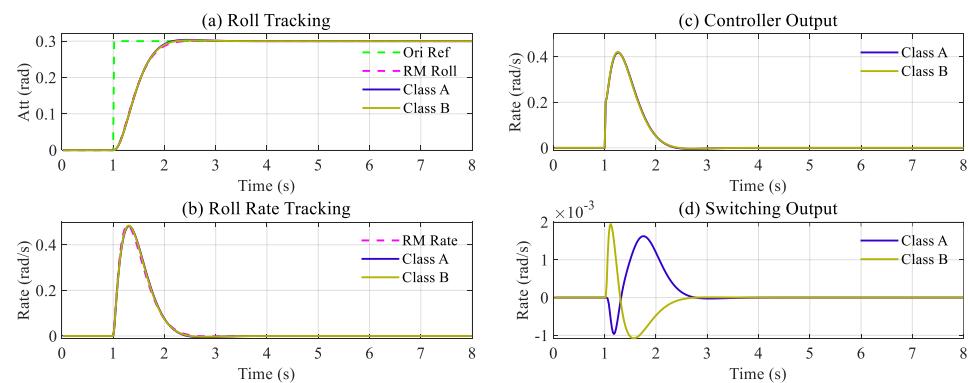 (a) Roll Tracking
Att (rad)
0.3
0.2
0.1
0
Ori Ref
RM Roll
Class A
Class B
0 1 2 3 4 5 6 7 8
Time (s)
(b) Roll Rate Tracking
Rate (rad/s)
0.4
0.2
0
RM Rate
Class A
Class B
0 1 2 3 4 5 6 7 8
Time (s)
(c) Controller Output
Rate (rad/s)
0.4
0.2
0
Class A
Class B
0 1 2 3 4 5 6 7 8
Time (s)
(d) Switching Output
×10⁻³
Rate (rad/s)
2
1
0
-1
Class A
Class B
0 1 2 3 4 5 6 7 8
Time (s)